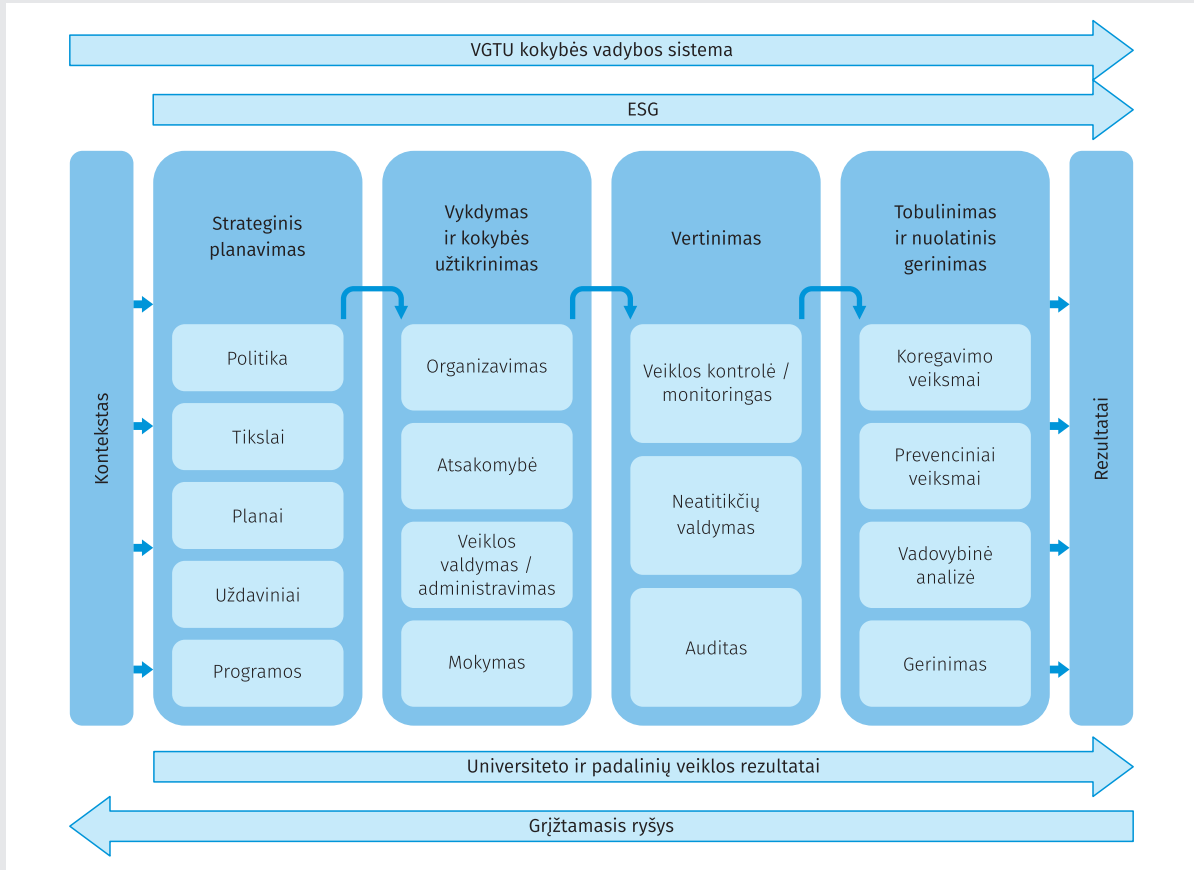 VGTU kokybės vadybos sistema
ESG
Kontekstas
Strateginis
planavimas
Politika
Tikslai
Planai
Uždaviniai
Programos
Vykdymas
ir kokybės
užtikrinimas
Organizavimas
Atsakomybė
Veiklos
valdymas /
administravimas
Mokymas
Vertinimas
Veiklos kontrolė /
monitoringas
Neatitikčių
valdymas
Auditas
Tobulinimas
ir nuolatinis
gerinimas
Koregavimo
veiksmai
Prevenciniai
veiksmai
Vadovybinė
analizė
Gerinimas
Rezultatai
Universiteto ir padalinių veiklos rezultatai
Grįžtamasis ryšys